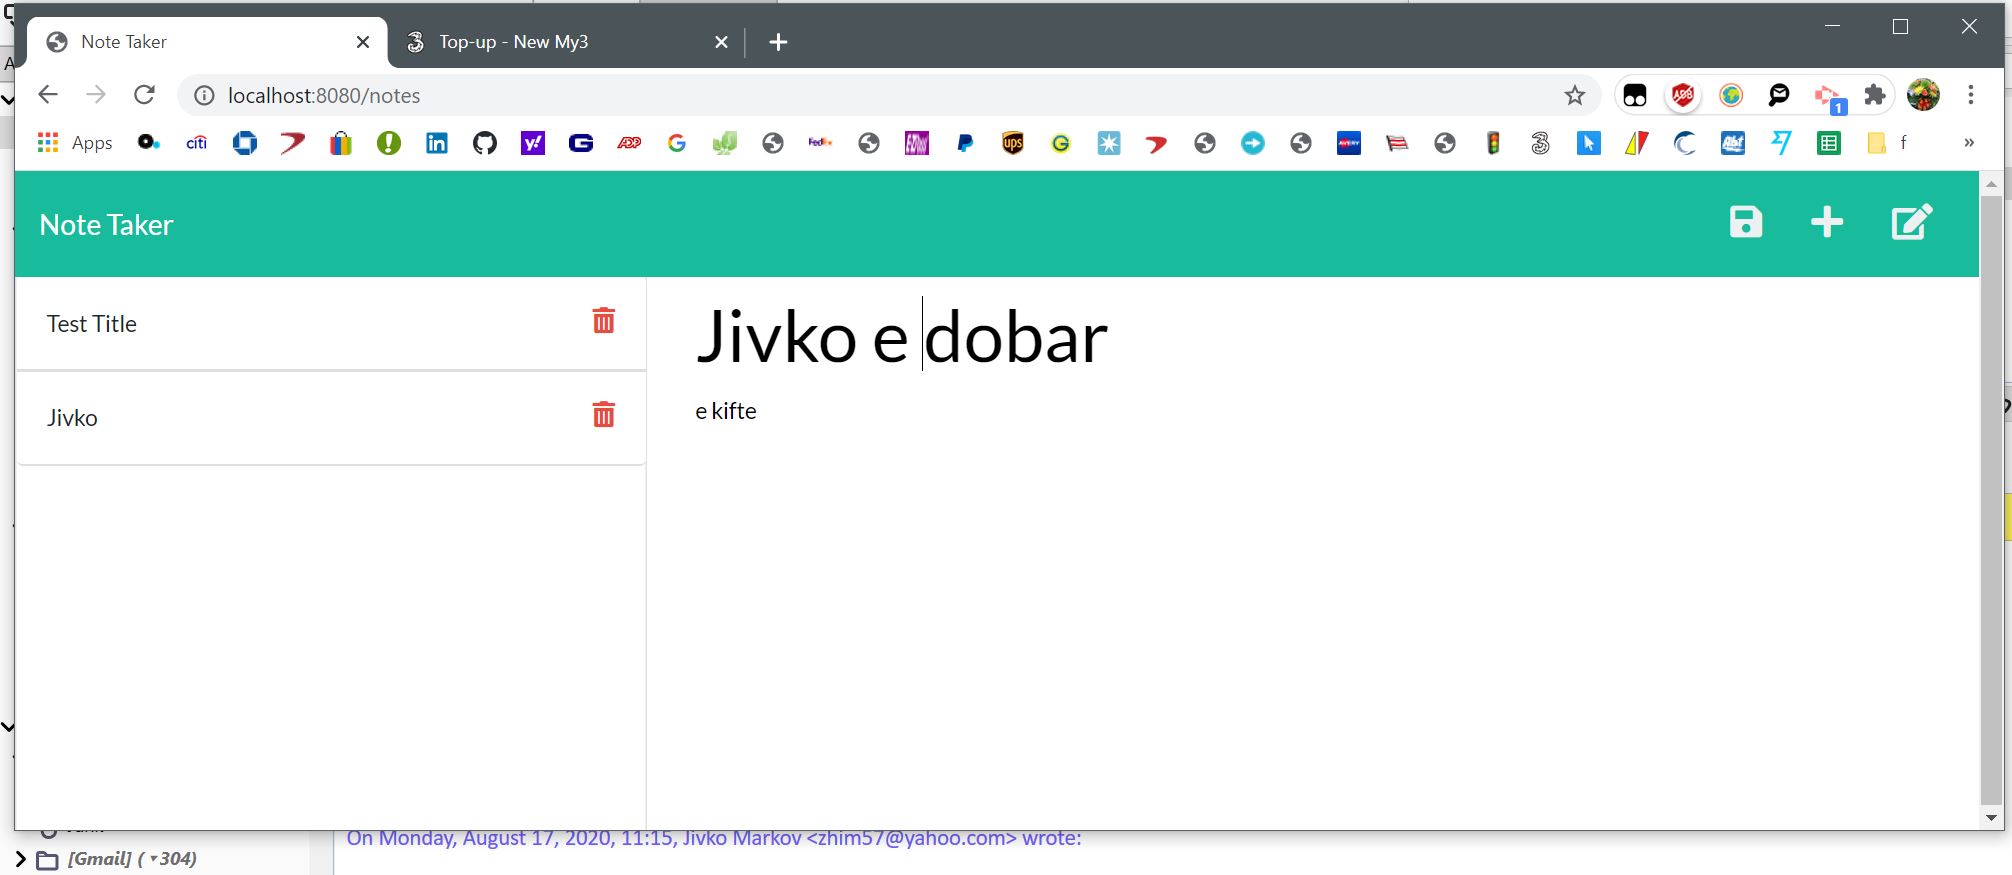 Note Taker
Top-up - New My3
localhost:8080/notes
1
Apps
citi
f
»
Note Taker
Test Title
Jivko
Jivko e dobar
e kifte
On Monday, August 17, 2020, 11:15, Jivko Markov <zhim57@yahoo.com> wrote:
[Gmail] (▾304)